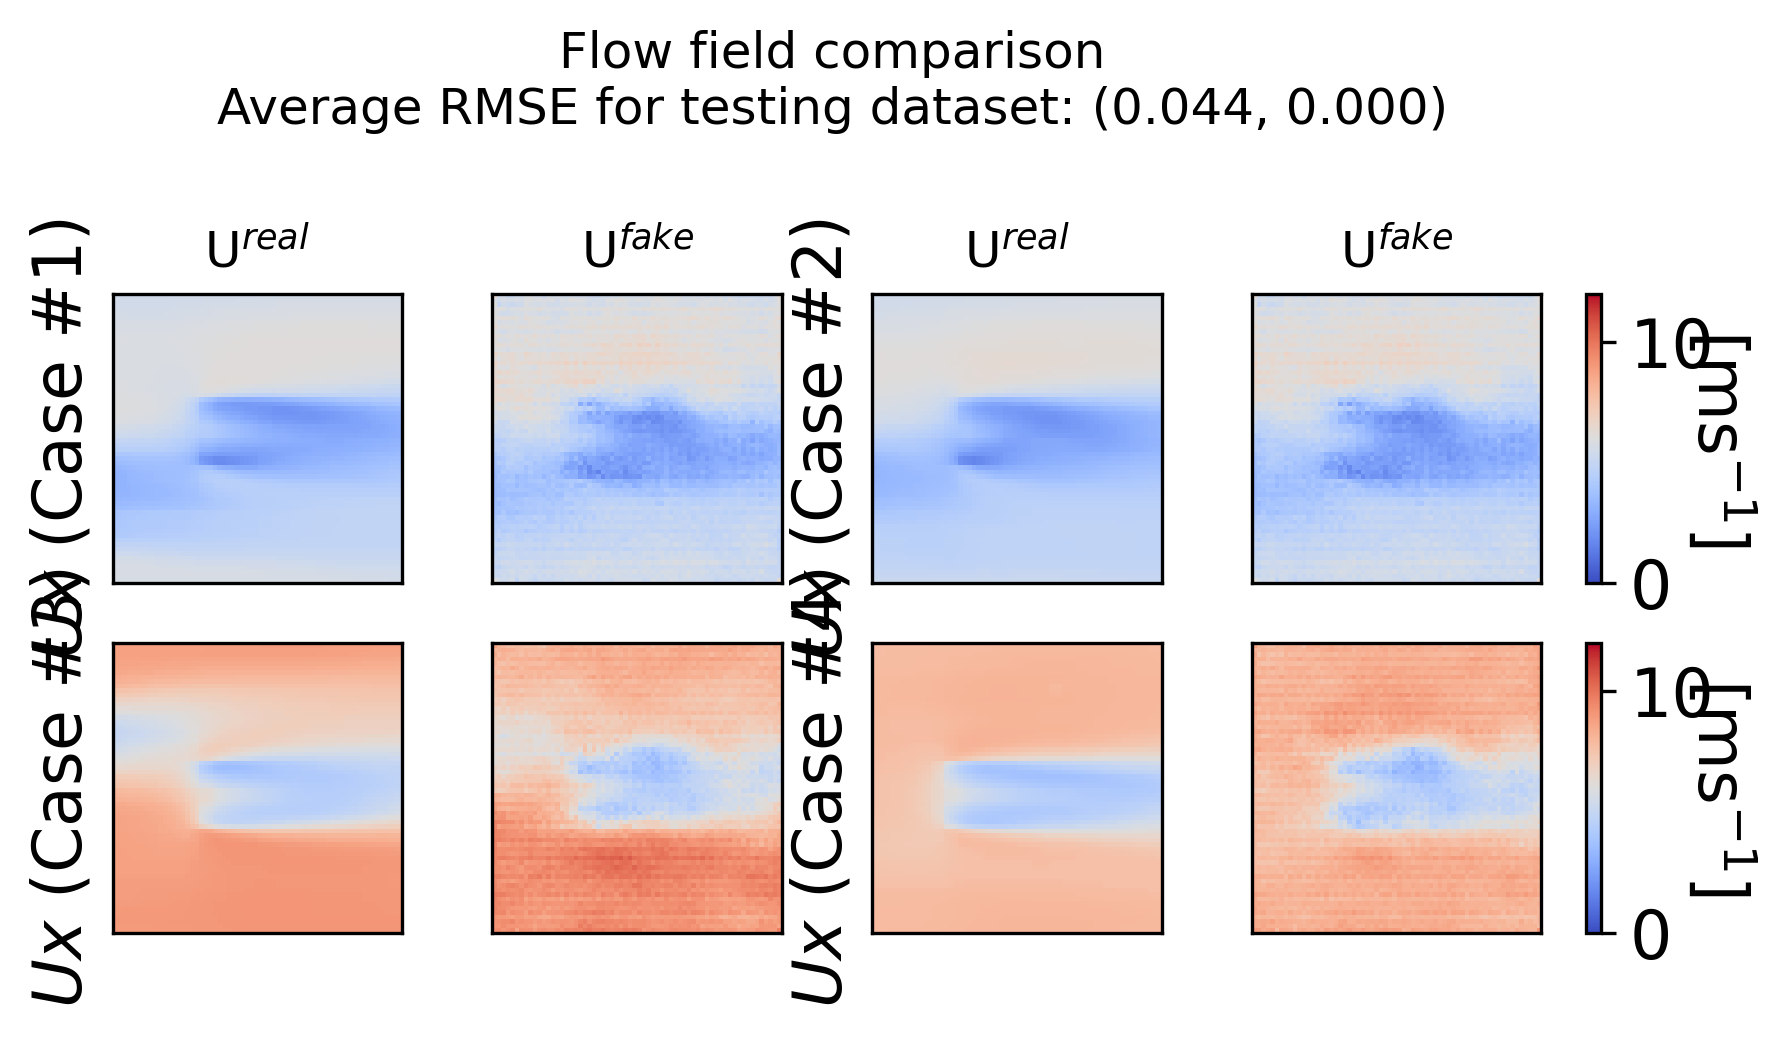 Flow field comparison
Average RMSE for testing dataset: (0.044, 0.000)
U^real
U^fake
U^real
U^fake
Ux (Case #1)
Ux (Case #2)
10
0
[ms⁻¹]
Ux (Case #3)
Ux (Case #4)
10
0
[ms⁻¹]